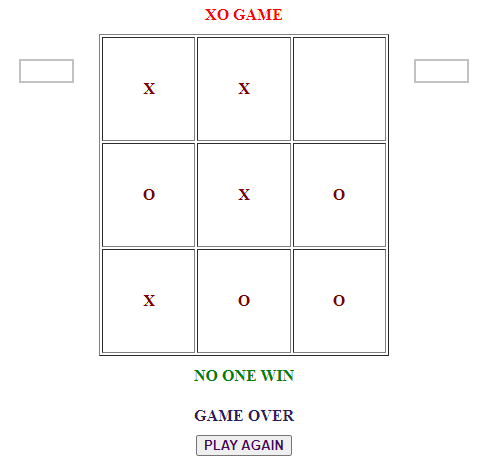 XO GAME
X X
O X O
X O O
NO ONE WIN
GAME OVER
PLAY AGAIN